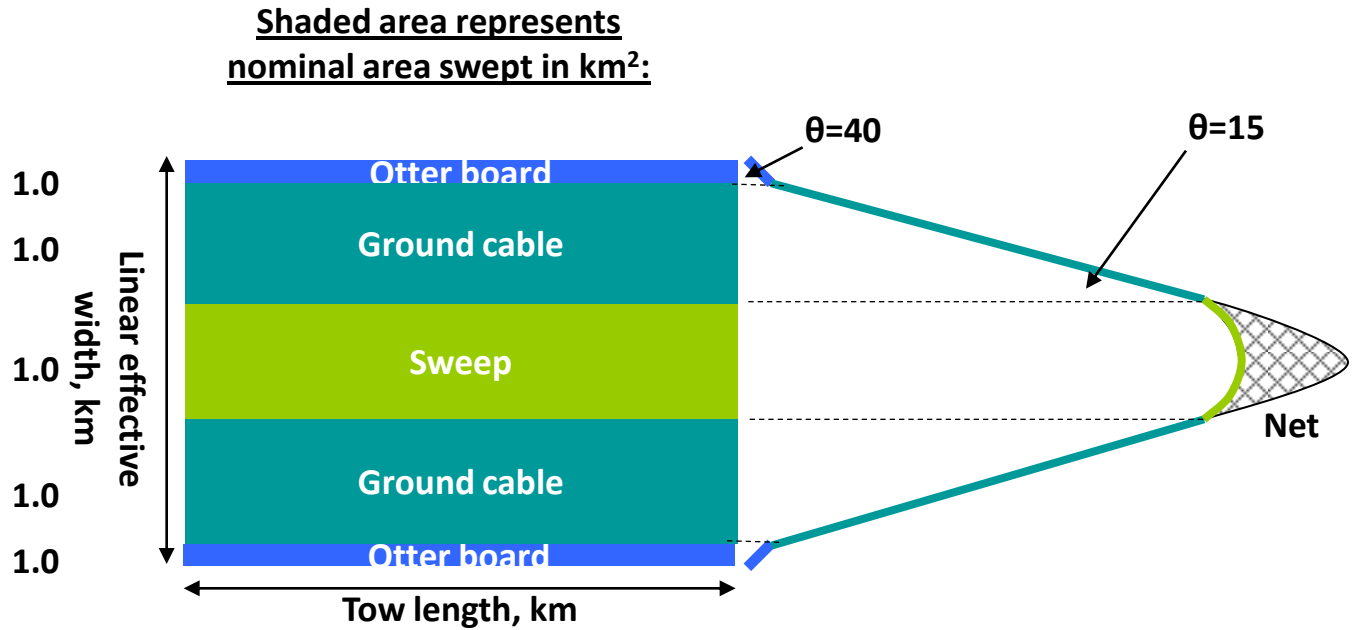 Shaded area represents
nominal area swept in km²:
θ=40
θ=15
1.0
1.0
1.0
1.0
1.0
Linear effective
width, km
Otter board
Ground cable
Sweep
Ground cable
Otter board
Net
Tow length, km